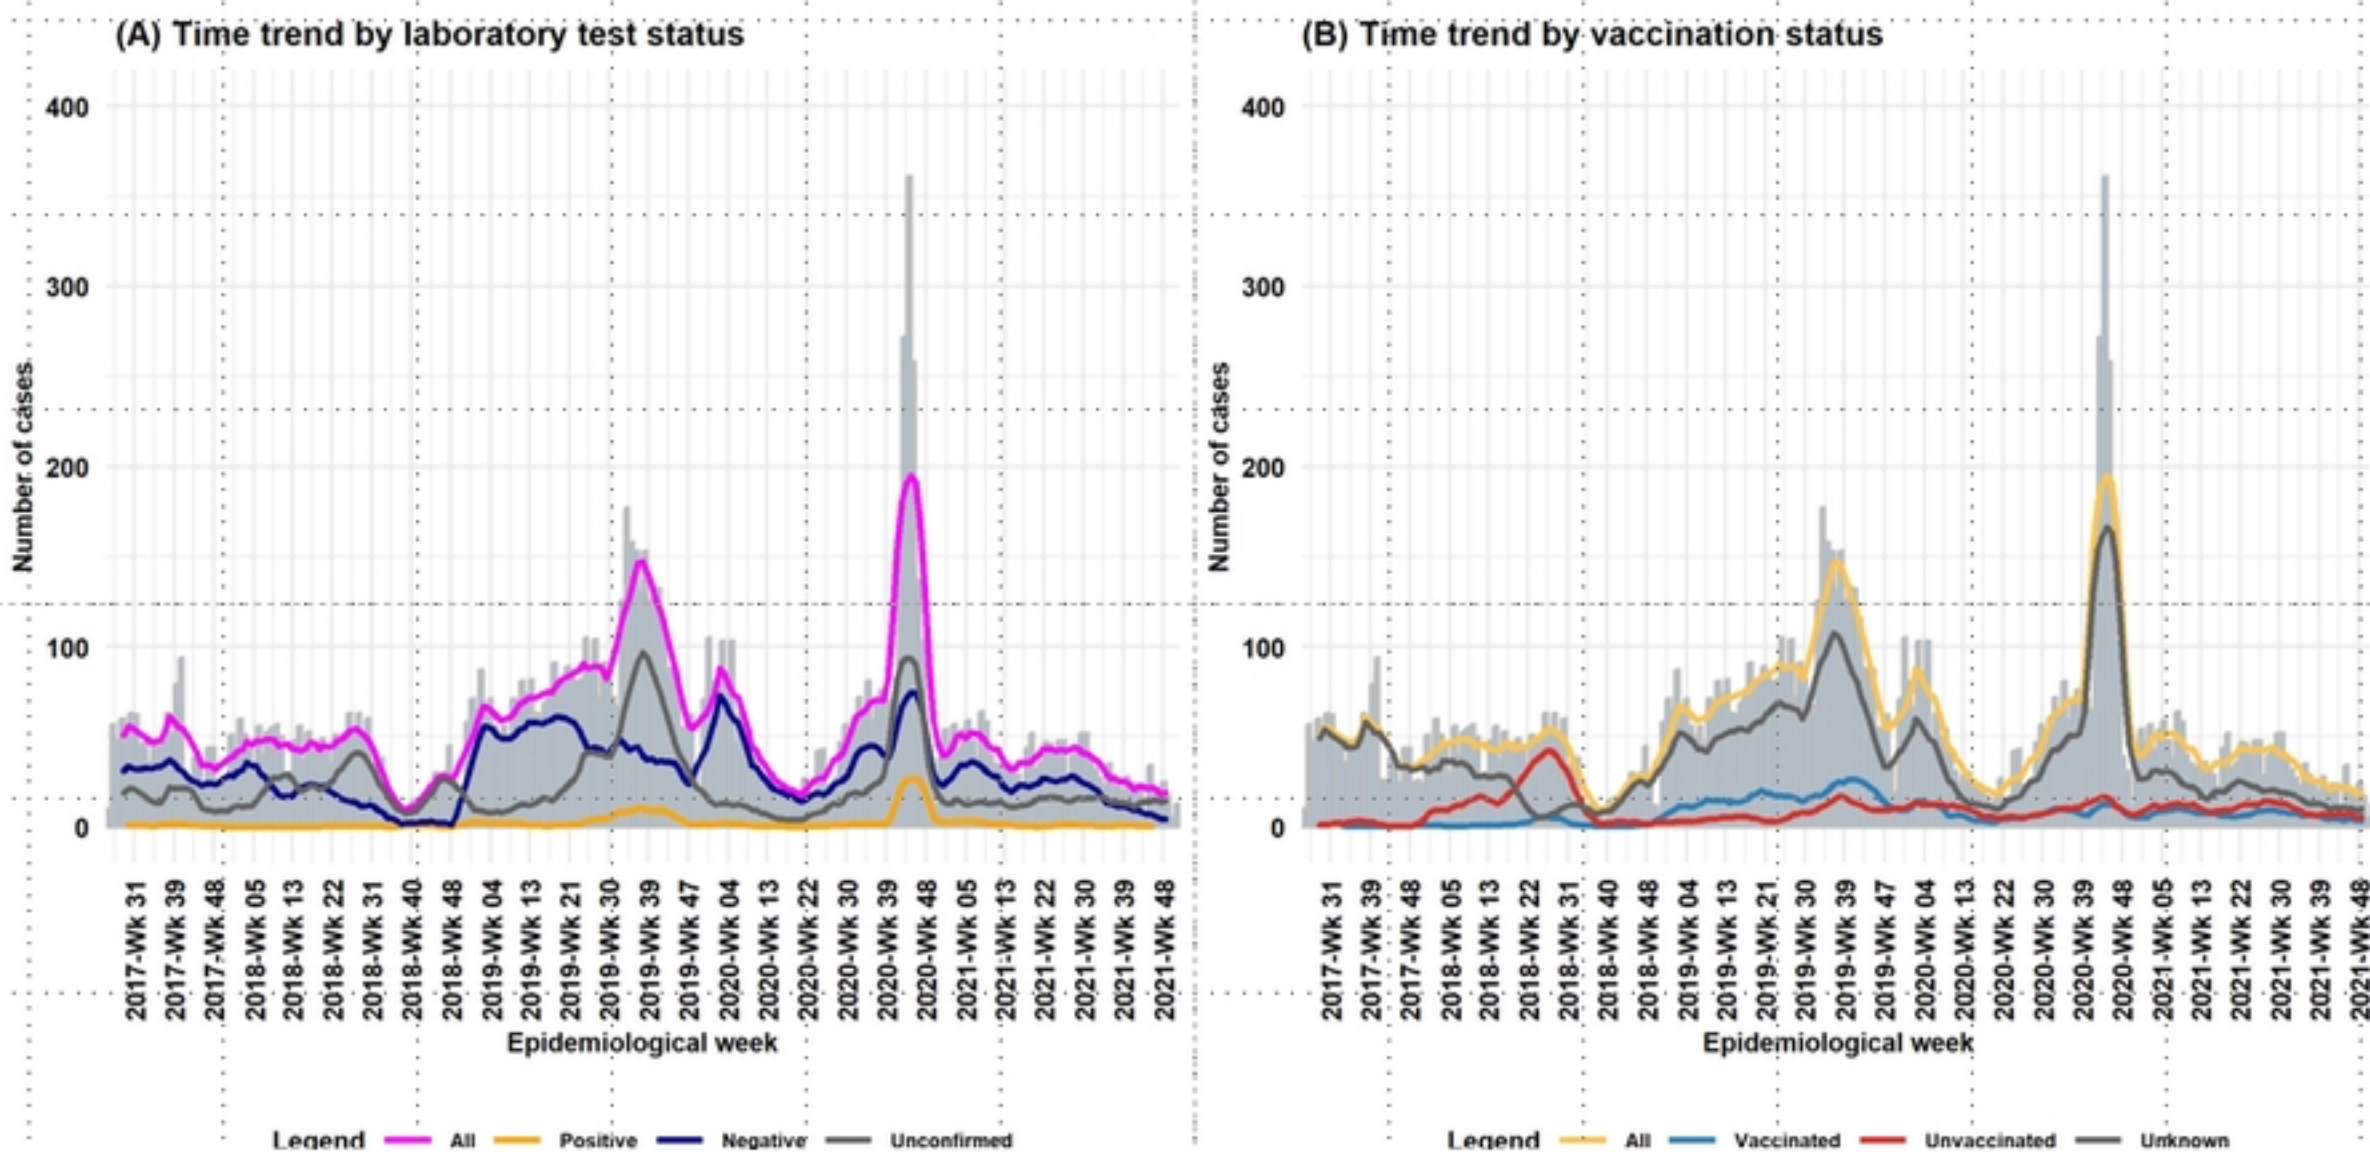 (A) Time trend by laboratory test status
400
300
200
100
0
Number of cases
2017-Wk 31
2017-Wk 39
2017-Wk 48
2018-Wk 05
2018-Wk 13
2018-Wk 22
2018-Wk 31
2018-Wk 40
2018-Wk 48
2019-Wk 04
2019-Wk 13
2019-Wk 21
2019-Wk 30
2019-Wk 39
2019-Wk 47
2020-Wk 04
2020-Wk 13
2020-Wk 22
2020-Wk 30
2020-Wk 39
2020-Wk 48
2021-Wk 05
2021-Wk 13
2021-Wk 22
2021-Wk 30
2021-Wk 39
2021-Wk 48
Epidemiological week
Legend All Positive Negative Unconfirmed
(B) Time trend by vaccination status
400
300
200
100
0
Number of cases
2017-Wk 31
2017-Wk 39
2017-Wk 48
2018-Wk 05
2018-Wk 13
2018-Wk 22
2018-Wk 31
2018-Wk 40
2018-Wk 48
2019-Wk 04
2019-Wk 13
2019-Wk 21
2019-Wk 30
2019-Wk 39
2019-Wk 47
2020-Wk 04
2020-Wk 13
2020-Wk 22
2020-Wk 30
2020-Wk 39
2020-Wk 48
2021-Wk 05
2021-Wk 13
2021-Wk 22
2021-Wk 30
2021-Wk 39
2021-Wk 48
Epidemiological week
Legend All Vaccinated Unvaccinated Unknown